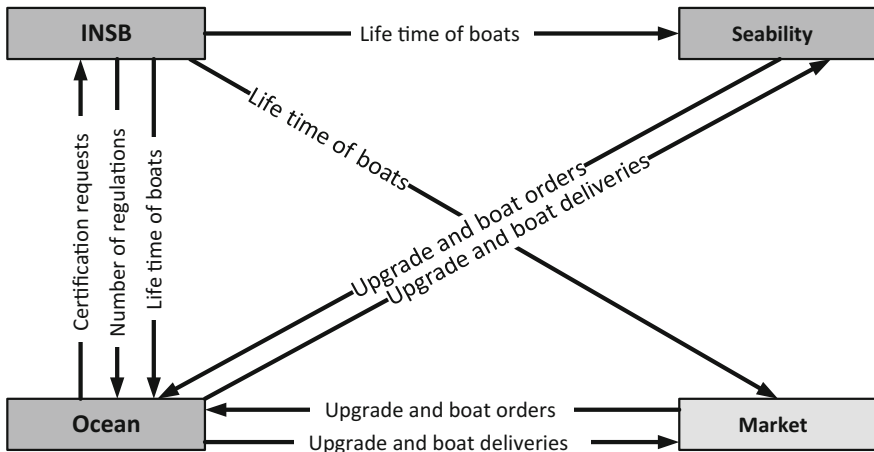 INSB
Life time of boats
Seability
Life time of boats
Certification requests
Number of regulations
Life time of boats
Upgrade and boat orders
Upgrade and boat deliveries
Ocean
Upgrade and boat orders
Upgrade and boat deliveries
Market